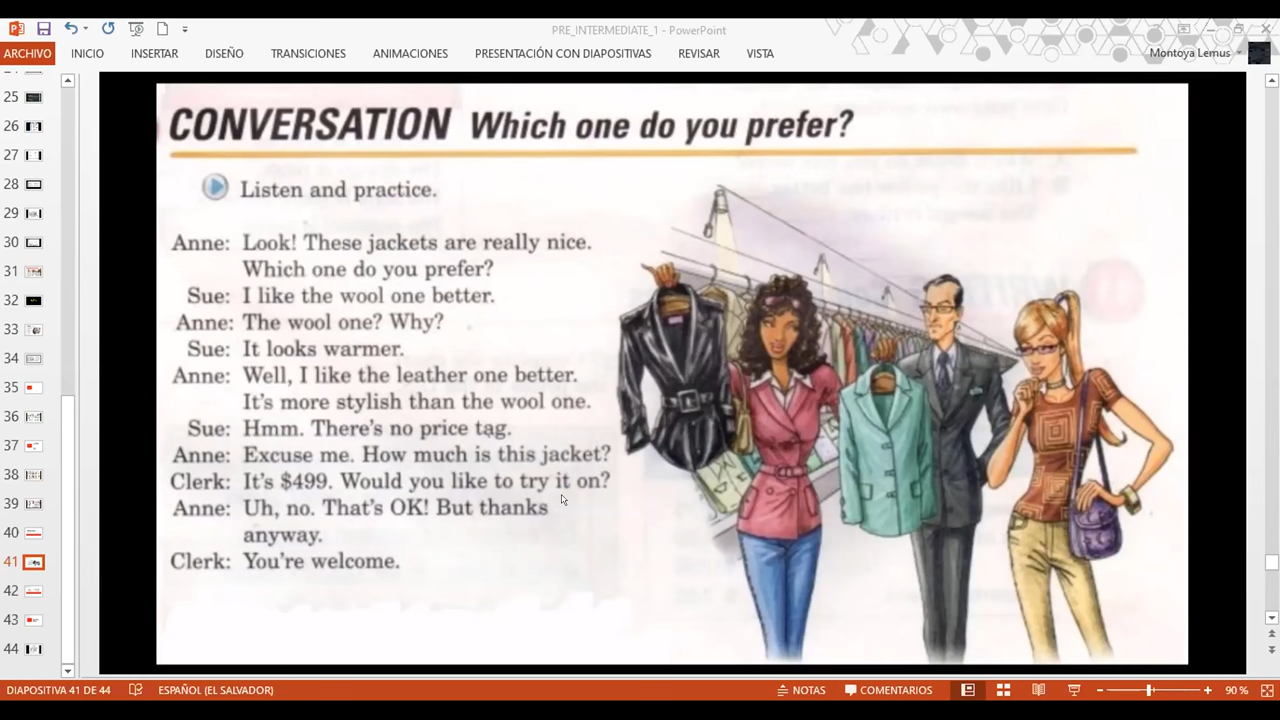 PRE_INTERMEDIATE_1 - PowerPoint
ARCHIVO INICIO INSERTAR DISEÑO TRANSICIONES ANIMACIONES PRESENTACIÓN CON DIAPOSITIVAS REVISAR VISTA Montoya Lemus
25
26
27
28
29
30
31
32
33
34
35
36
37
38
39
40
41
42
43
44
CONVERSATION Which one do you prefer?
Listen and practice.
Anne: Look! These jackets are really nice.
Which one do you prefer?
Sue: I like the wool one better.
Anne: The wool one? Why?
Sue: It looks warmer.
Anne: Well, I like the leather one better.
It's more stylish than the wool one.
Sue: Hmm. There's no price tag.
Anne: Excuse me. How much is this jacket?
Clerk: It's $499. Would you like to try it on?
Anne: Uh, no. That's OK! But thanks
anyway.
Clerk: You're welcome.
DIAPOSITIVA 41 DE 44 ESPAÑOL (EL SALVADOR) NOTAS COMENTARIOS 90 %